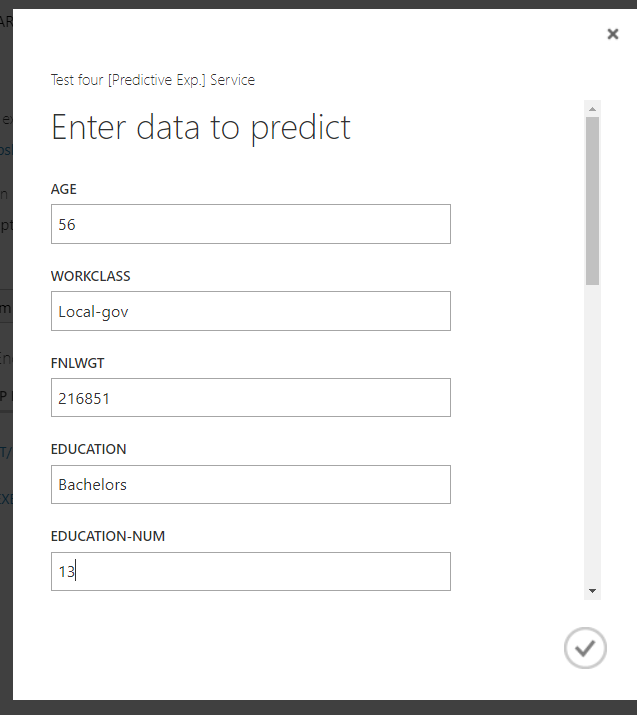 Test four [Predictive Exp.] Service
Enter data to predict
AGE
56
WORKCLASS
Local-gov
FNLWGT
216851
EDUCATION
Bachelors
EDUCATION-NUM
13